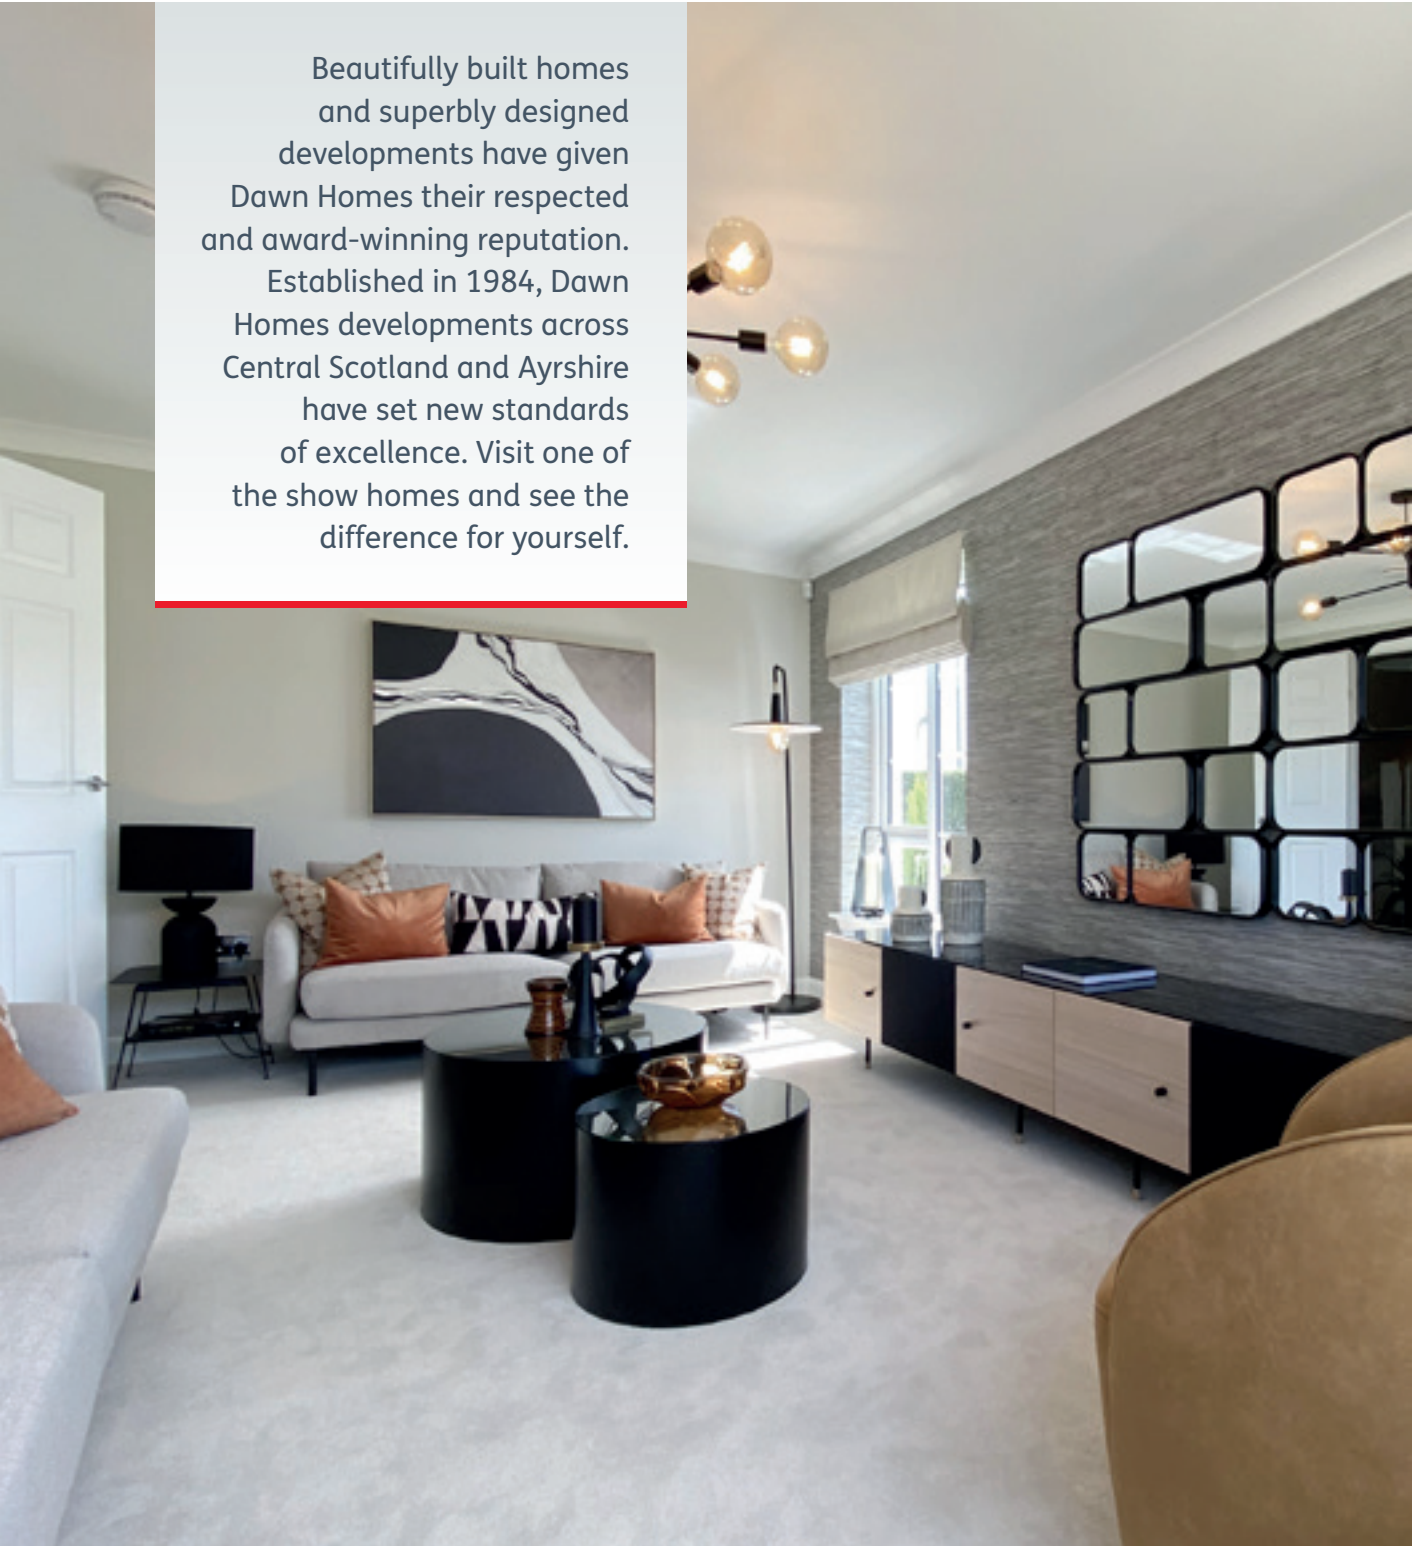 Beautifully built homes
and superbly designed
developments have given
Dawn Homes their respected
and award-winning reputation.
Established in 1984, Dawn
Homes developments across
Central Scotland and Ayrshire
have set new standards
of excellence. Visit one of
the show homes and see the
difference for yourself.